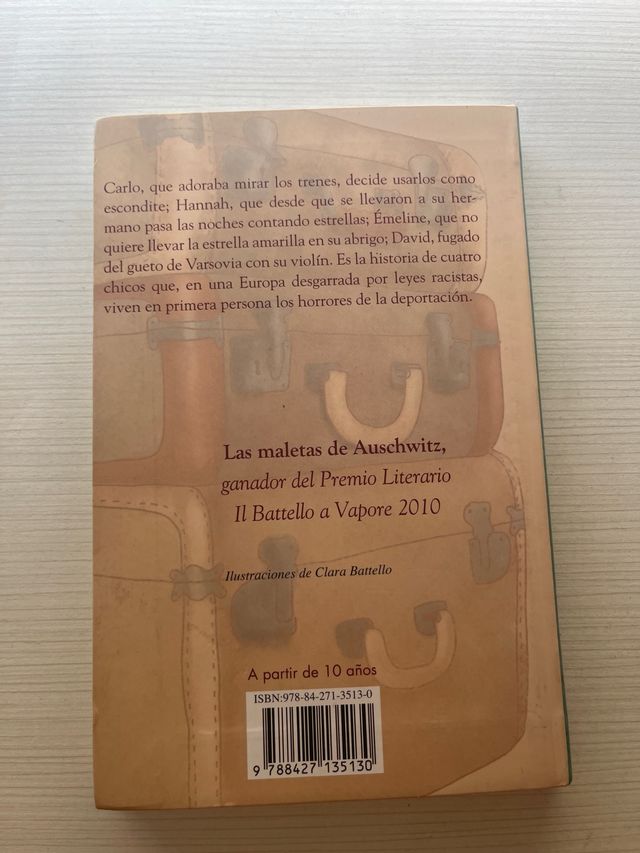 Carlo, que adoraba mirar los trenes, decide usarlos como
escondite; Hannah, que desde que se llevaron a su her-
mano pasa las noches contando estrellas; Émeline, que no
quiere llevar la estrella amarilla en su abrigo; David, fugado
del gueto de Varsovia con su violín. Es la historia de cuatro
chicos que, en una Europa desgarrada por leyes racistas,
viven en primera persona los horrores de la deportación.
Las maletas de Auschwitz,
ganador del Premio Literario
Il Battello a Vapore 2010
Ilustraciones de Clara Battello
A partir de 10 años
ISBN:978-84-271-3513-0
9 788427 135130